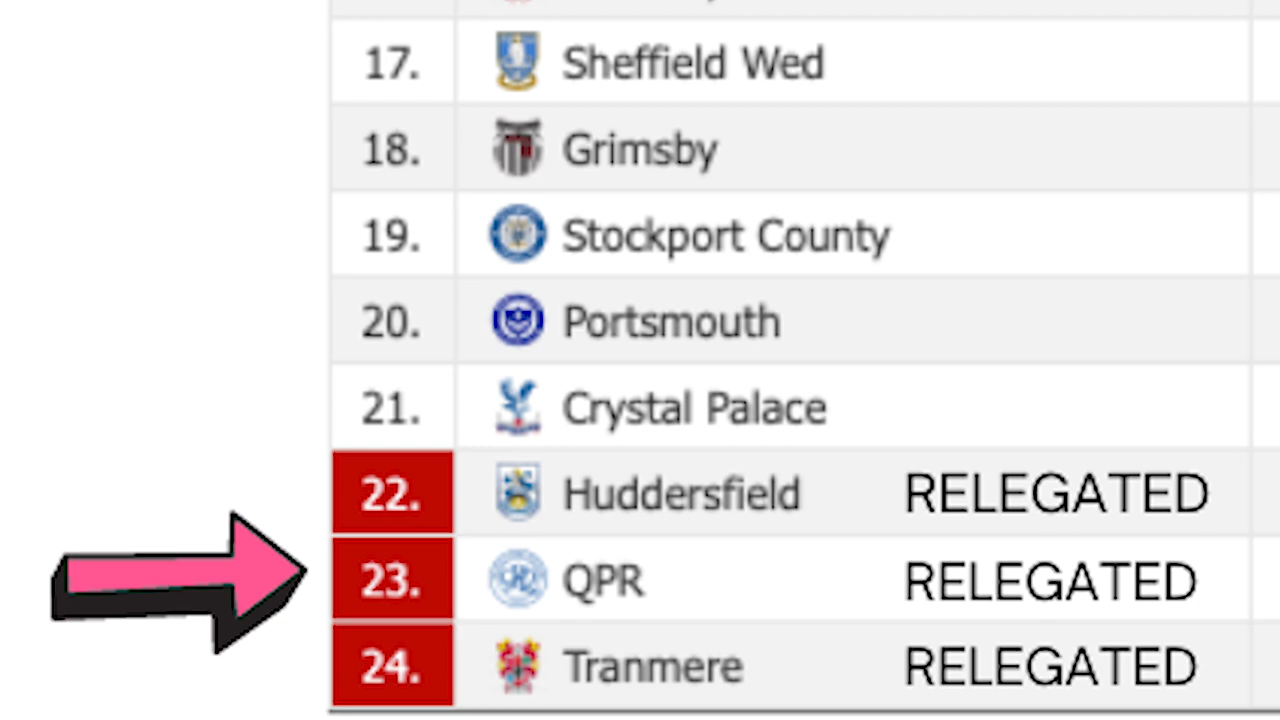 17. Sheffield Wed
18. Grimsby
19. Stockport County
20. Portsmouth
21. Crystal Palace
22. Huddersfield RELEGATED
23. QPR RELEGATED
24. Tranmere RELEGATED